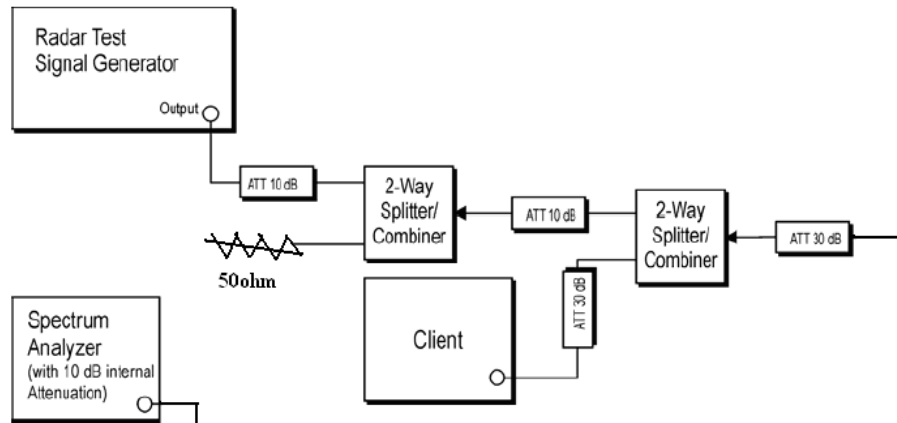 Radar Test
Signal Generator
Output
ATT 10 dB
2-Way
Splitter/
Combiner
ATT 10 dB
2-Way
Splitter/
Combiner
ATT 30 dB
50ohm
ATT 30 dB
Client
Spectrum
Analyzer
(with 10 dB internal
Attenuation)